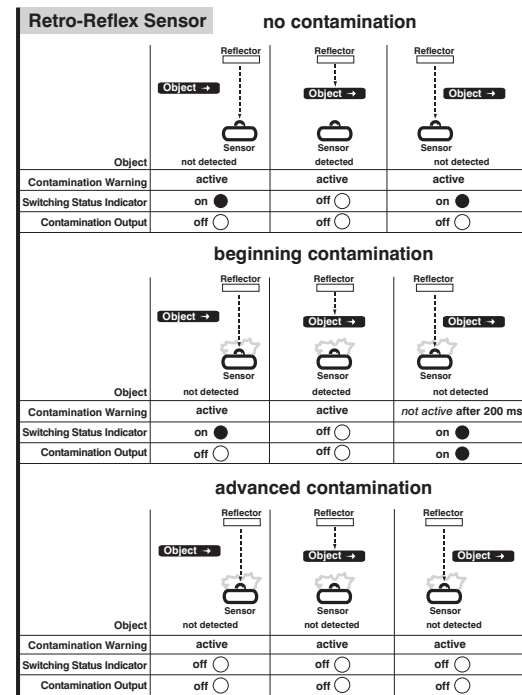 Retro-Reflex Sensor no contamination
Reflector Reflector Reflector
Object → Object → Object →
Sensor Sensor Sensor
Object not detected detected not detected
Contamination Warning active active active
Switching Status Indicator on off on
Contamination Output off off off
beginning contamination
Reflector Reflector Reflector
Object → Object → Object →
Sensor Sensor Sensor
Object not detected detected not detected
Contamination Warning active active not active after 200 ms
Switching Status Indicator on off on
Contamination Output off off on
advanced contamination
Reflector Reflector Reflector
Object → Object → Object →
Sensor Sensor Sensor
Object not detected not detected not detected
Contamination Warning active active active
Switching Status Indicator off off off
Contamination Output off off off